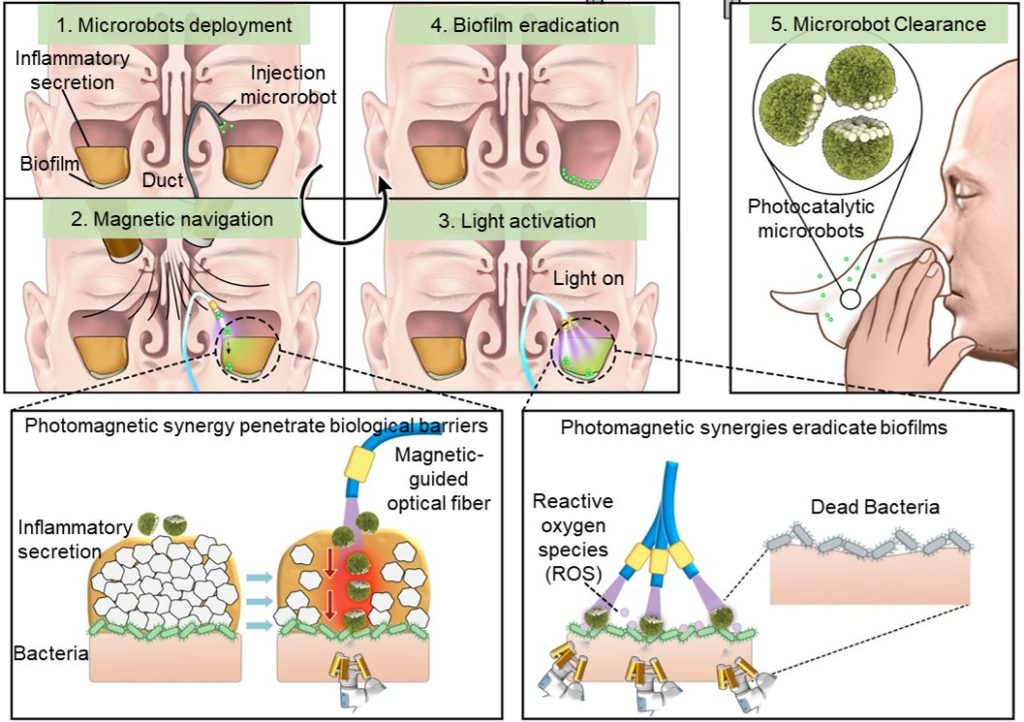 1. Microrobots deployment
Inflammatory
secretion
Injection
microrobot
Biofilm
Duct
2. Magnetic navigation
4. Biofilm eradication
3. Light activation
Light on
5. Microrobot Clearance
Photocatalytic
microrobots
Photomagnetic synergy penetrate biological barriers
Magnetic-
guided
optical fiber
Inflammatory
secretion
Bacteria
Photomagnetic synergies eradicate biofilms
Reactive
oxygen
species
(ROS)
Dead Bacteria